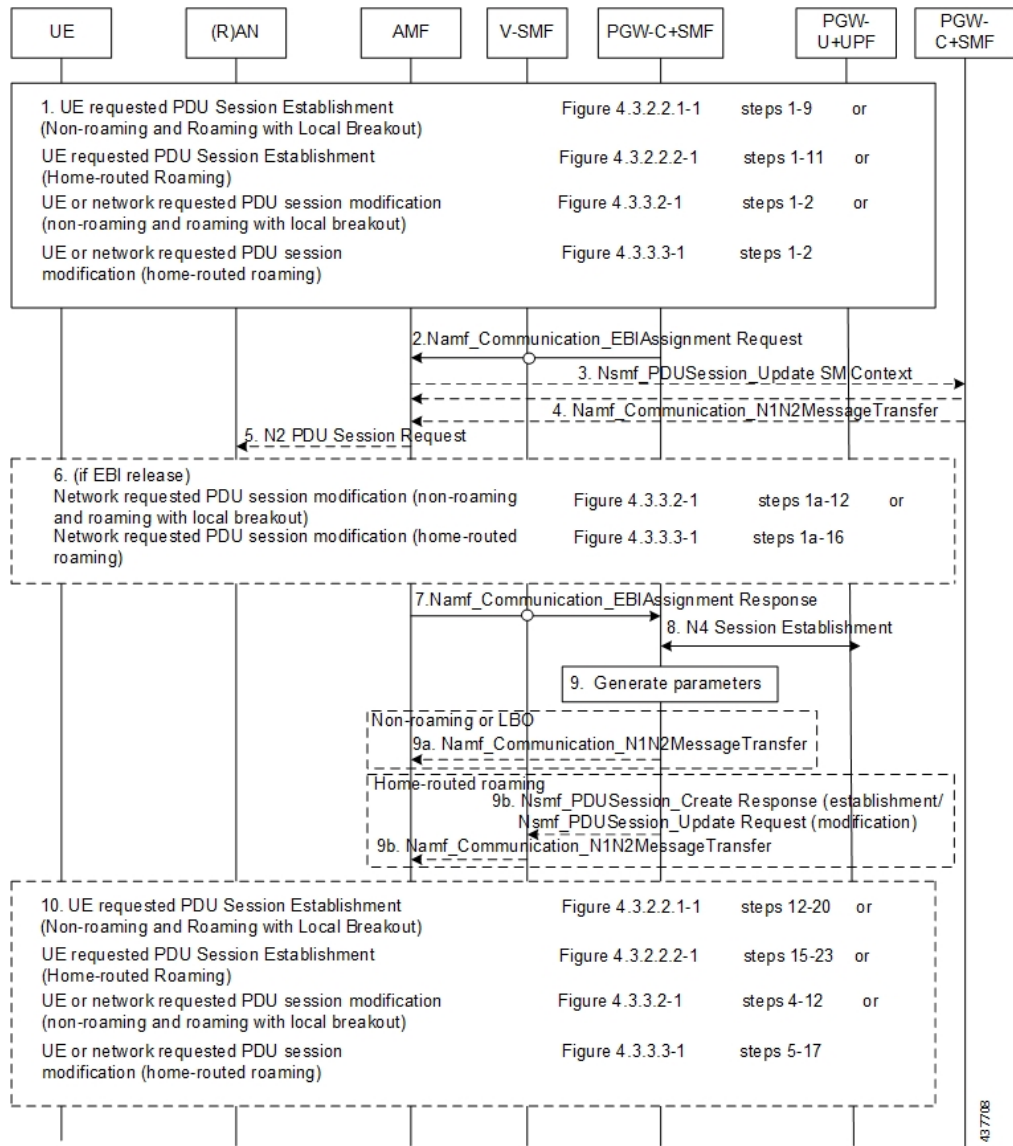 UE
(R)AN
AMF
V-SMF
PGW-C+SMF
PGW-
U+UPF
PGW-
C+SMF
1. UE requested PDU Session Establishment
(Non-roaming and Roaming with Local Breakout)
Figure 4.3.2.2.1-1 steps 1-9 or
UE requested PDU Session Establishment
(Home-routed Roaming)
Figure 4.3.2.2.2-1 steps 1-11 or
UE or network requested PDU session modification
(non-roaming and roaming with local breakout)
Figure 4.3.3.2-1 steps 1-2 or
UE or network requested PDU session
modification (home-routed roaming)
Figure 4.3.3.3-1 steps 1-2
2.Namf_Communication_EBIAssignment Request
3. Nsmf_PDUSession_Update SM Context
4. Namf_Communication_N1N2MessageTransfer
5. N2 PDU Session Request
6. (if EBI release)
Network requested PDU session modification (non-roaming
and roaming with local breakout)
Figure 4.3.3.2-1 steps 1a-12 or
Network requested PDU session modification (home-routed
roaming)
Figure 4.3.3.3-1 steps 1a-16
7.Namf_Communication_EBIAssignment Response
8. N4 Session Establishment
9. Generate parameters
Non-roaming or LBO
9a. Namf_Communication_N1N2MessageTransfer
Home-routed roaming
9b. Nsmf_PDUSession_Create Response (establishment/
Nsmf_PDUSession_Update Request (modification)
9b. Namf_Communication_N1N2MessageTransfer
10. UE requested PDU Session Establishment
(Non-roaming and Roaming with Local Breakout)
Figure 4.3.2.2.1-1 steps 12-20 or
UE requested PDU Session Establishment
(Home-routed Roaming)
Figure 4.3.2.2.2-1 steps 15-23 or
UE or network requested PDU session modification
(non-roaming and roaming with local breakout)
Figure 4.3.3.2-1 steps 4-12 or
UE or network requested PDU session
modification (home-routed roaming)
Figure 4.3.3.3-1 steps 5-17
437708